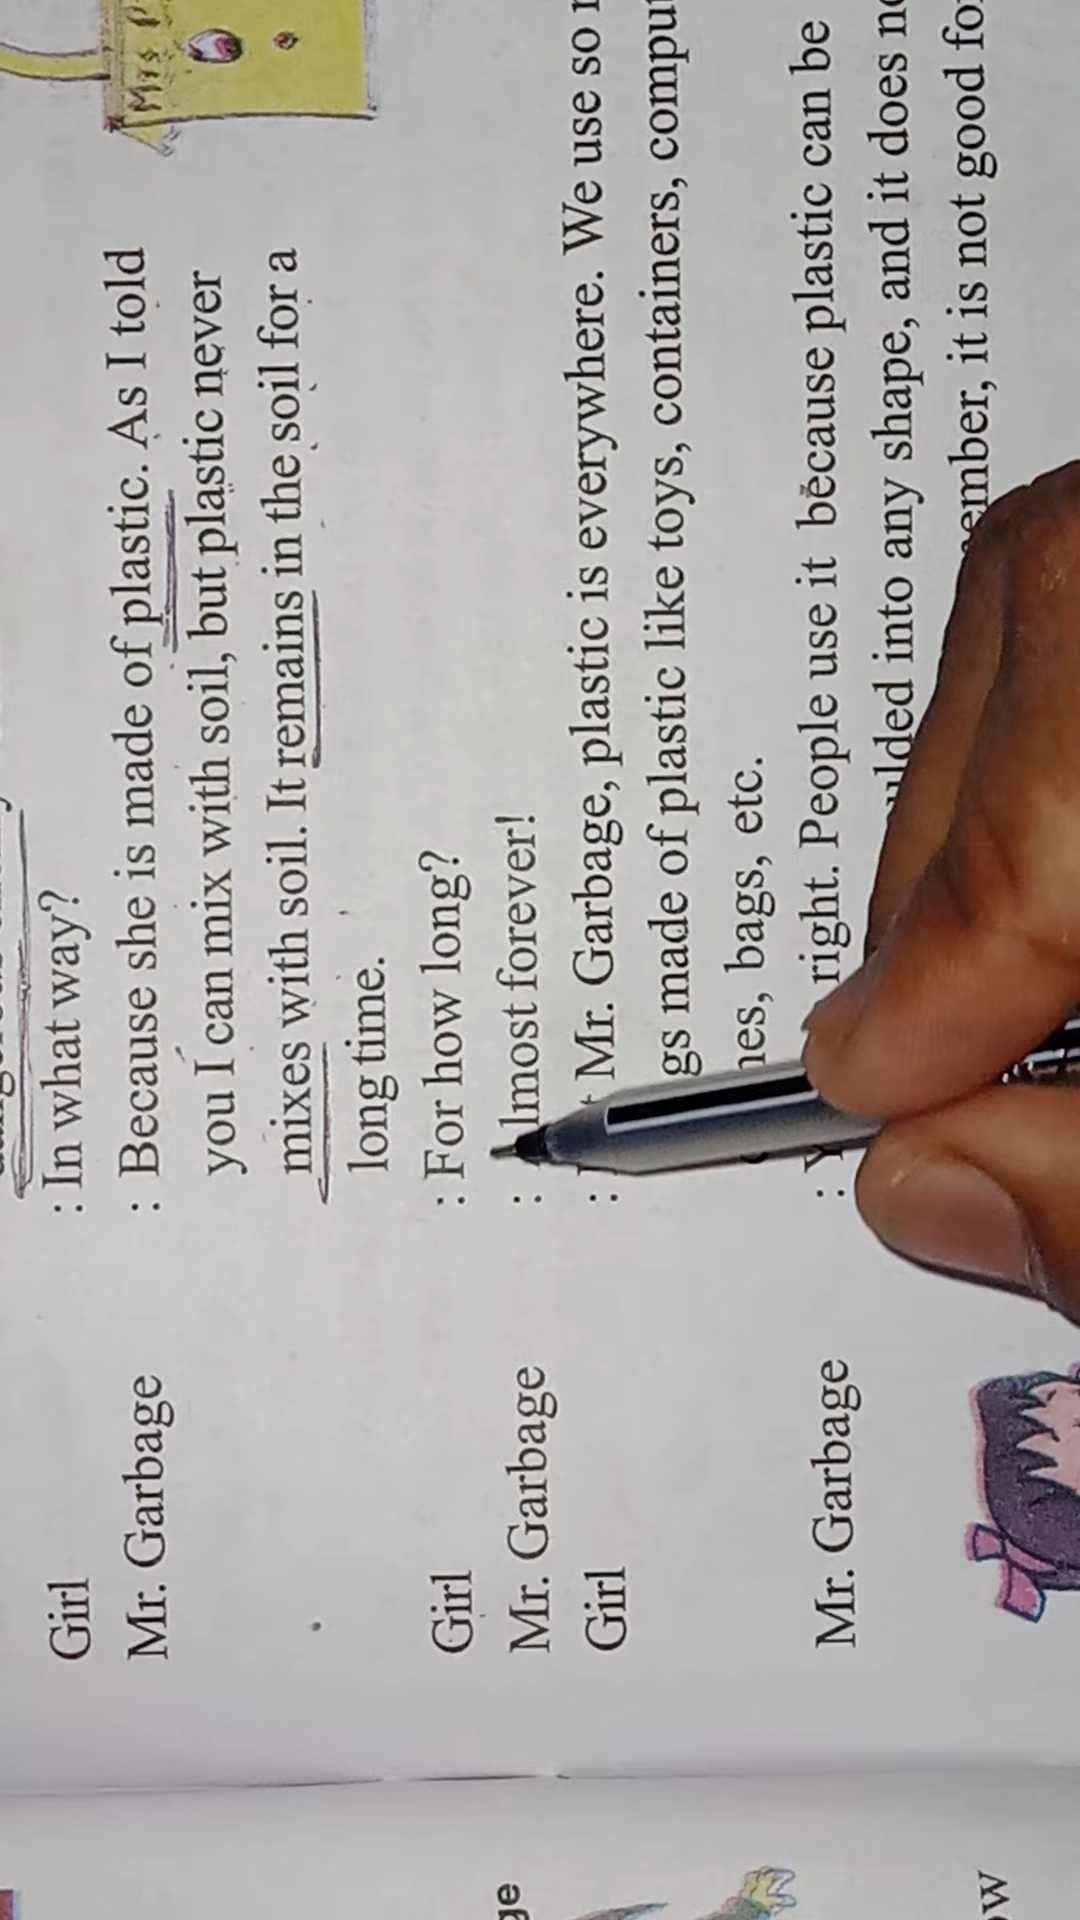 Girl : In what way?
Mr. Garbage : Because she is made of plastic. As I told
you I can mix with soil, but plastic never
mixes with soil. It remains in the soil for a
long time.
Girl : For how long?
Mr. Garbage : lmost forever!
Girl : Mr. Garbage, plastic is everywhere. We use so
gs made of plastic like toys, containers, compu
nes, bags, etc.
Mr. Garbage : right. People use it because plastic can be
ulded into any shape, and it does
ember, it is not good fo